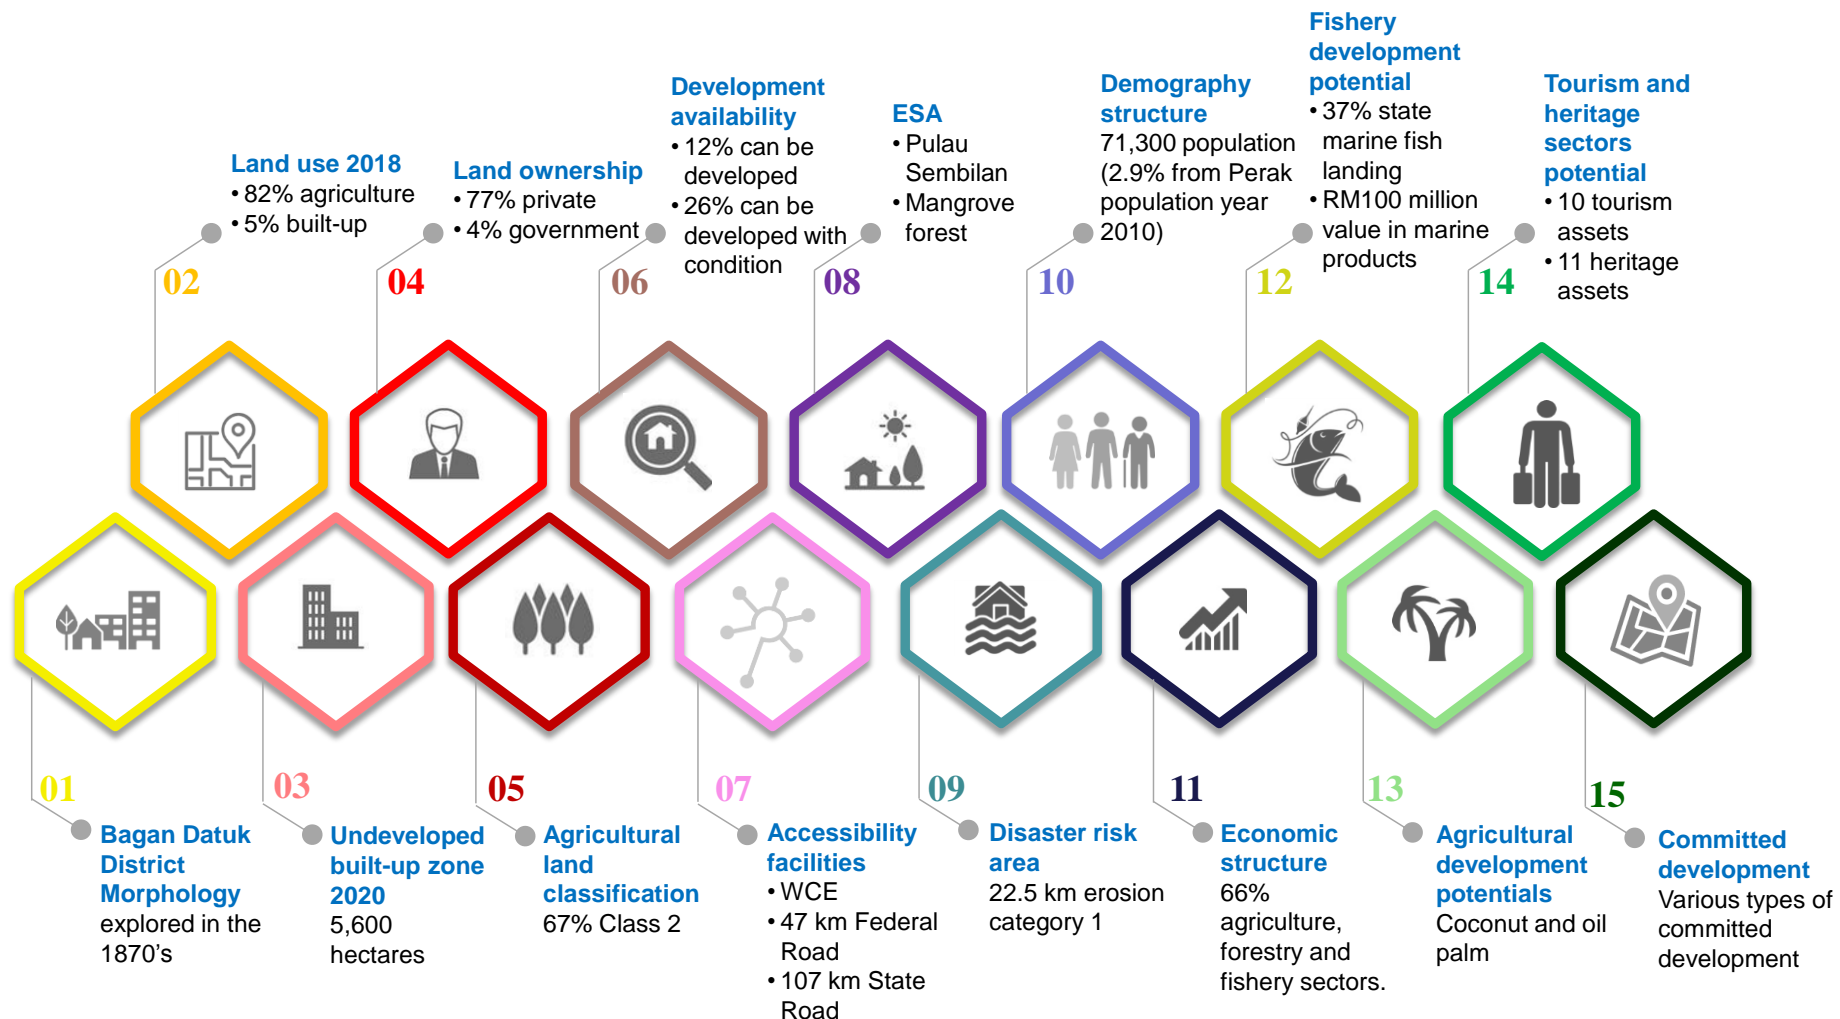 01
Bagan Datuk
District
Morphology
explored in the
1870’s
02
Land use 2018
• 82% agriculture
• 5% built-up
03
Undeveloped
built-up zone
2020
5,600
hectares
04
Land ownership
• 77% private
• 4% government
05
Agricultural
land
classification
67% Class 2
06
Development
availability
• 12% can be
developed
• 26% can be
developed with
condition
07
Accessibility
facilities
• WCE
• 47 km Federal
Road
• 107 km State
Road
08
ESA
• Pulau
Sembilan
• Mangrove
forest
09
Disaster risk
area
22.5 km erosion
category 1
10
Demography
structure
71,300 population
(2.9% from Perak
population year
2010)
11
Economic
structure
66%
agriculture,
forestry and
fishery sectors.
12
Fishery
development
potential
• 37% state
marine fish
landing
• RM100 million
value in marine
products
13
Agricultural
development
potentials
Coconut and oil
palm
14
Tourism and
heritage
sectors
potential
• 10 tourism
assets
• 11 heritage
assets
15
Committed
development
Various types of
committed
development